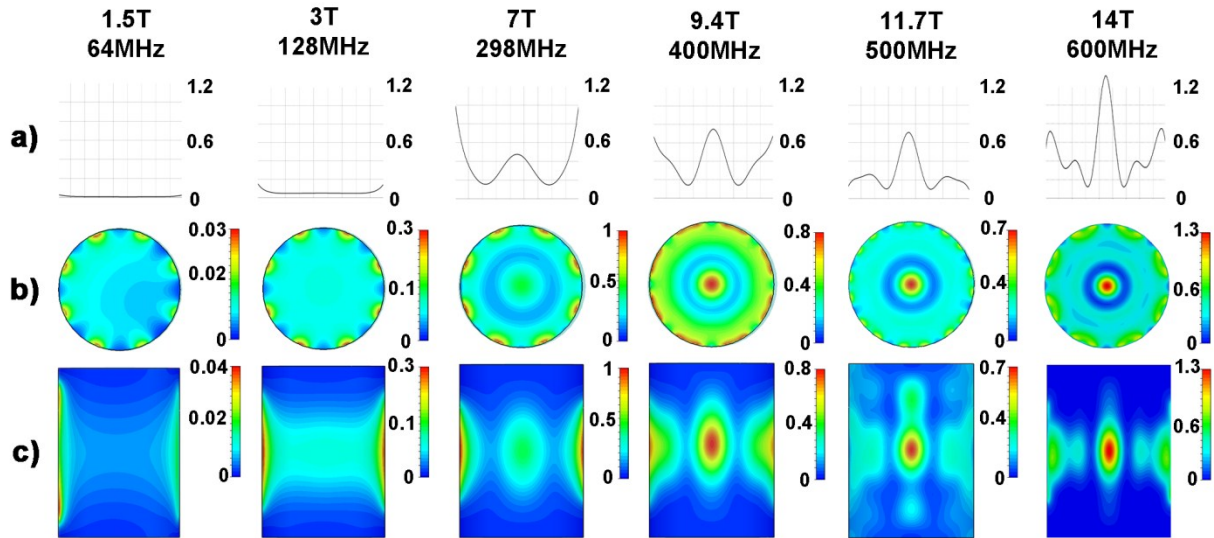 1.5T 3T 7T 9.4T 11.7T 14T
64MHz 128MHz 298MHz 400MHz 500MHz 600MHz
a)
1.2 1.2 1.2 1.2 1.2 1.2
0.6 0.6 0.6 0.6 0.6 0.6
0 0 0 0 0 0
b)
0.03 0.3 1 0.8 0.7 1.3
0.02 0.1 0.5 0.4 0.4 0.6
0 0 0 0 0 0
c)
0.04 0.3 1 0.8 0.7 1.3
0.02 0.1 0.5 0.4 0.4 0.6
0 0 0 0 0 0